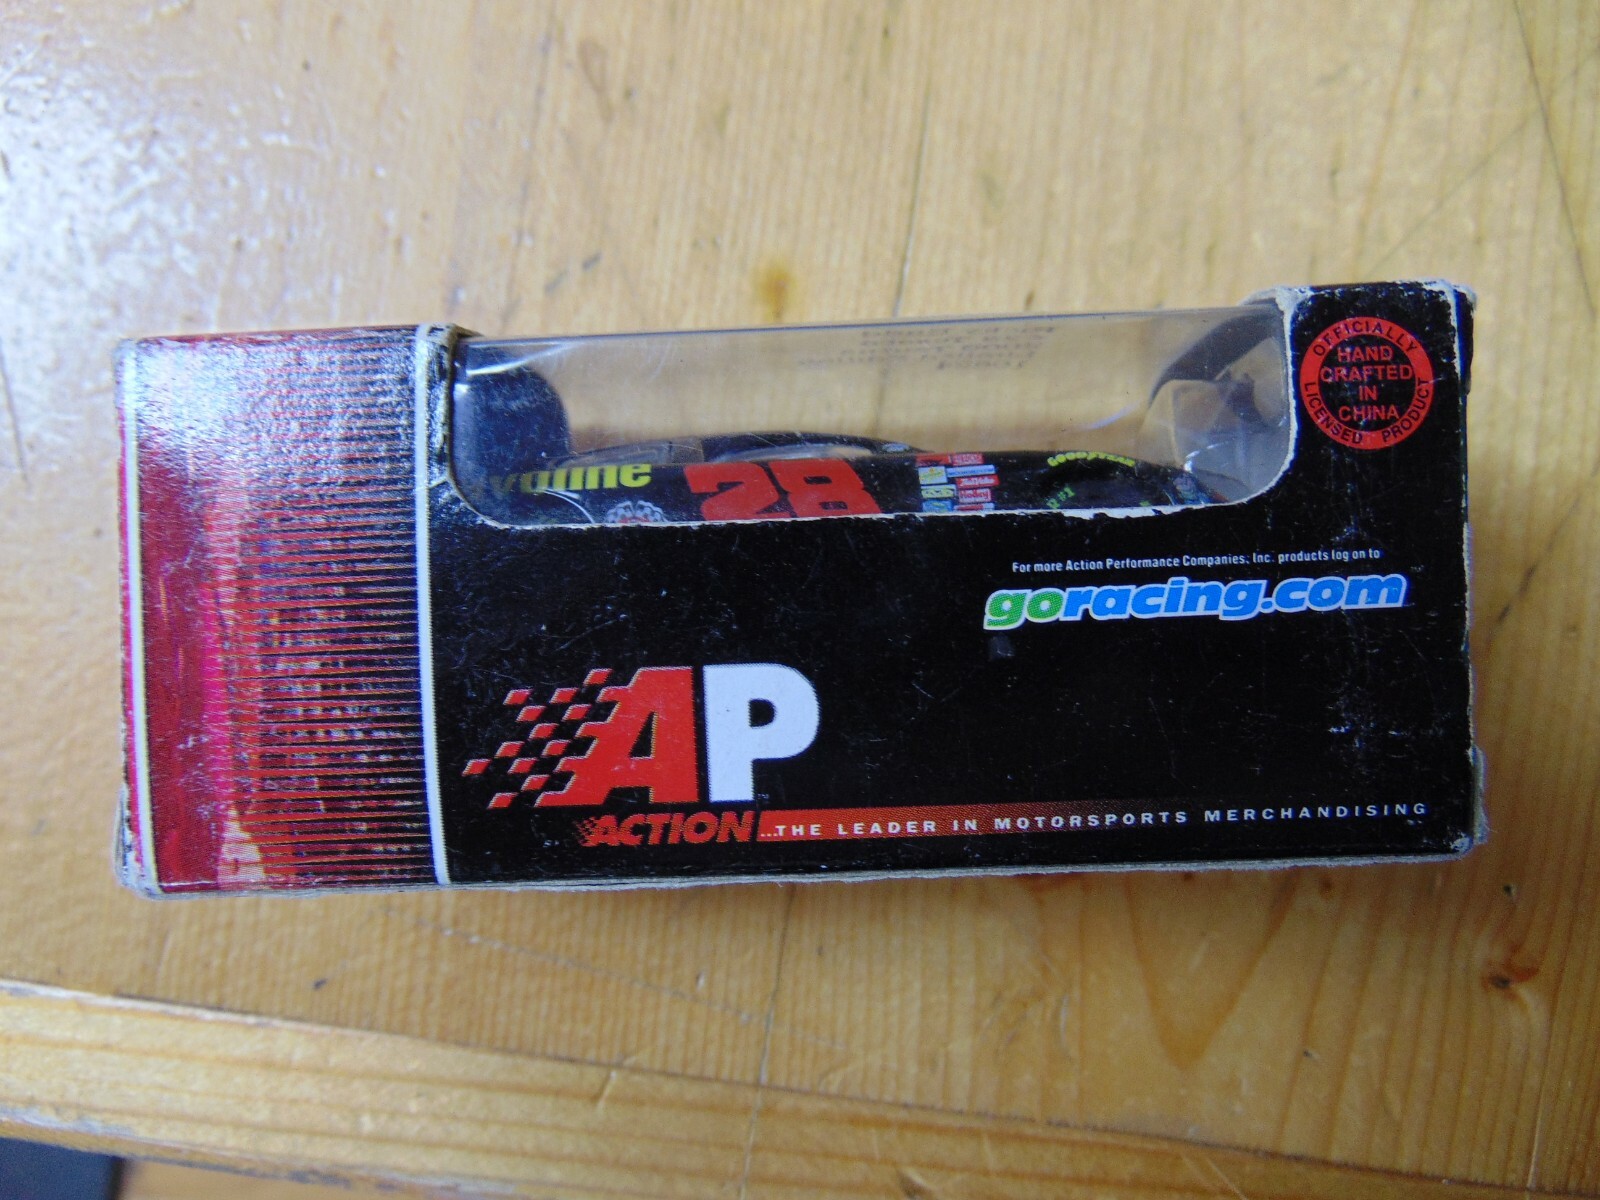 OFFICIALLY
HAND
CRAFTED
IN
CHINA
LICENSED PRODUCT
28
GOODYEAR
For more Action Performance Companies, Inc. products log on to
goracing.com
AP
ACTION ...THE LEADER IN MOTORSPORTS MERCHANDISING